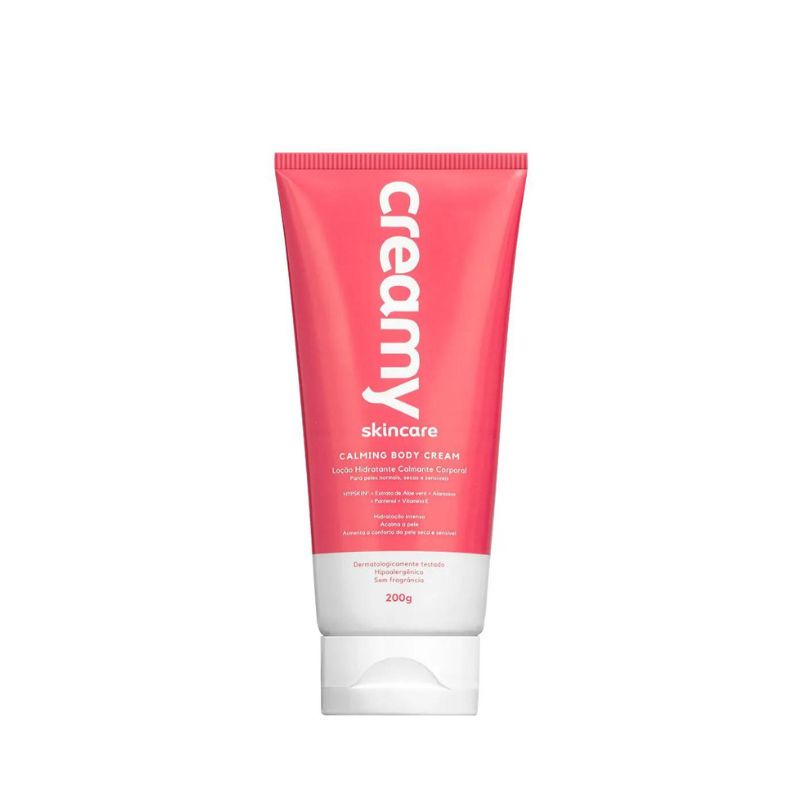 creamy
skincare
CALMING BODY CREAM
Loção Hidratante Calmante Corporal
Para peles normais, secas e sensíveis
+ Extrato de Aloe vera + Alantoína
+ Pantenol + Vitamina E
Hidratação intensa
Acalma a pele
Aumenta o conforto da pele seca e sensível
Dermatologicamente testado
Hipoalergênico
Sem fragrância
200g